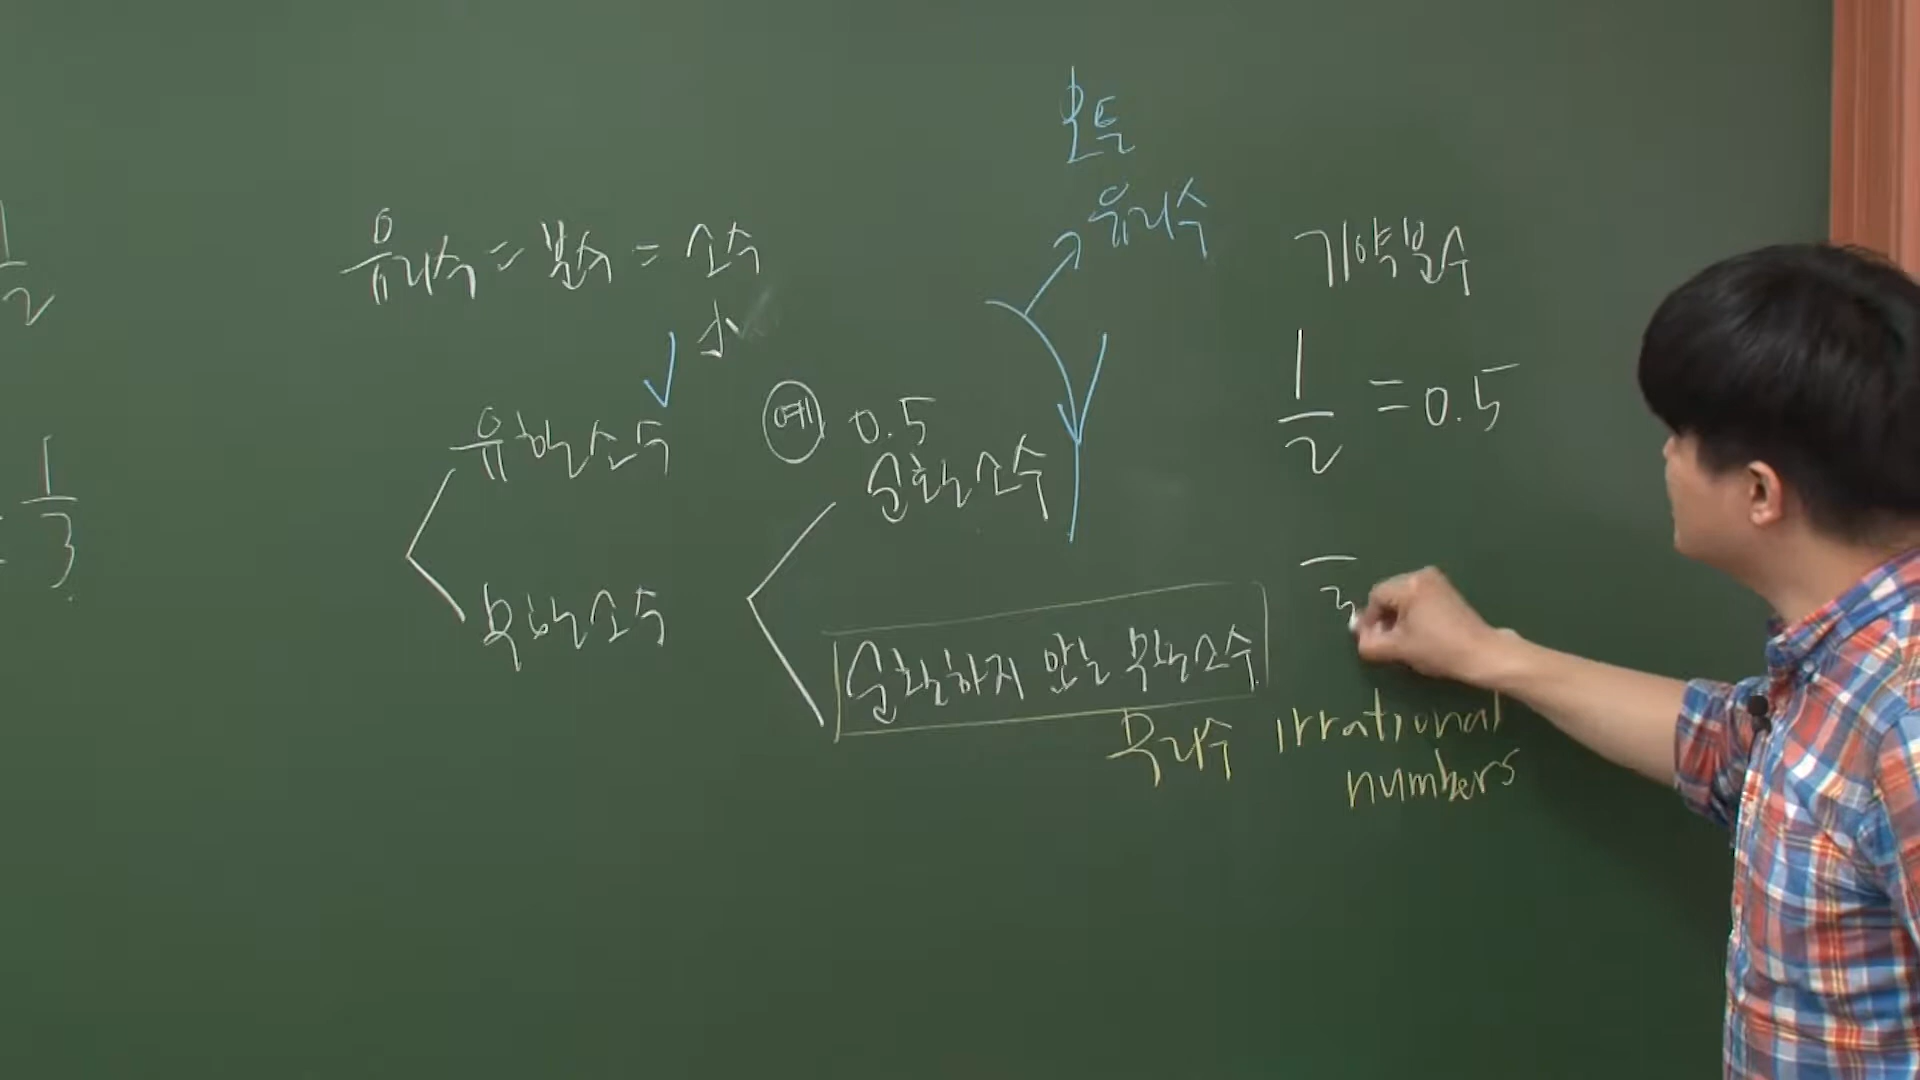 1/2
= 1/3
유리수 = 분수 = 소수
유한소수
무한소수
예 0.5
순환소수
순환하지 않는 무한소수
무리수 irrational
numbers
모두
유리수
기약분수
1/2 = 0.5
3